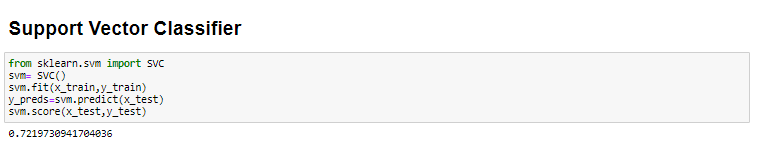 Support Vector Classifier
from sklearn.svm import SVC
svm= SVC()
svm.fit(x_train,y_train)
y_preds=svm.predict(x_test)
svm.score(x_test,y_test)
0.7219730941704036